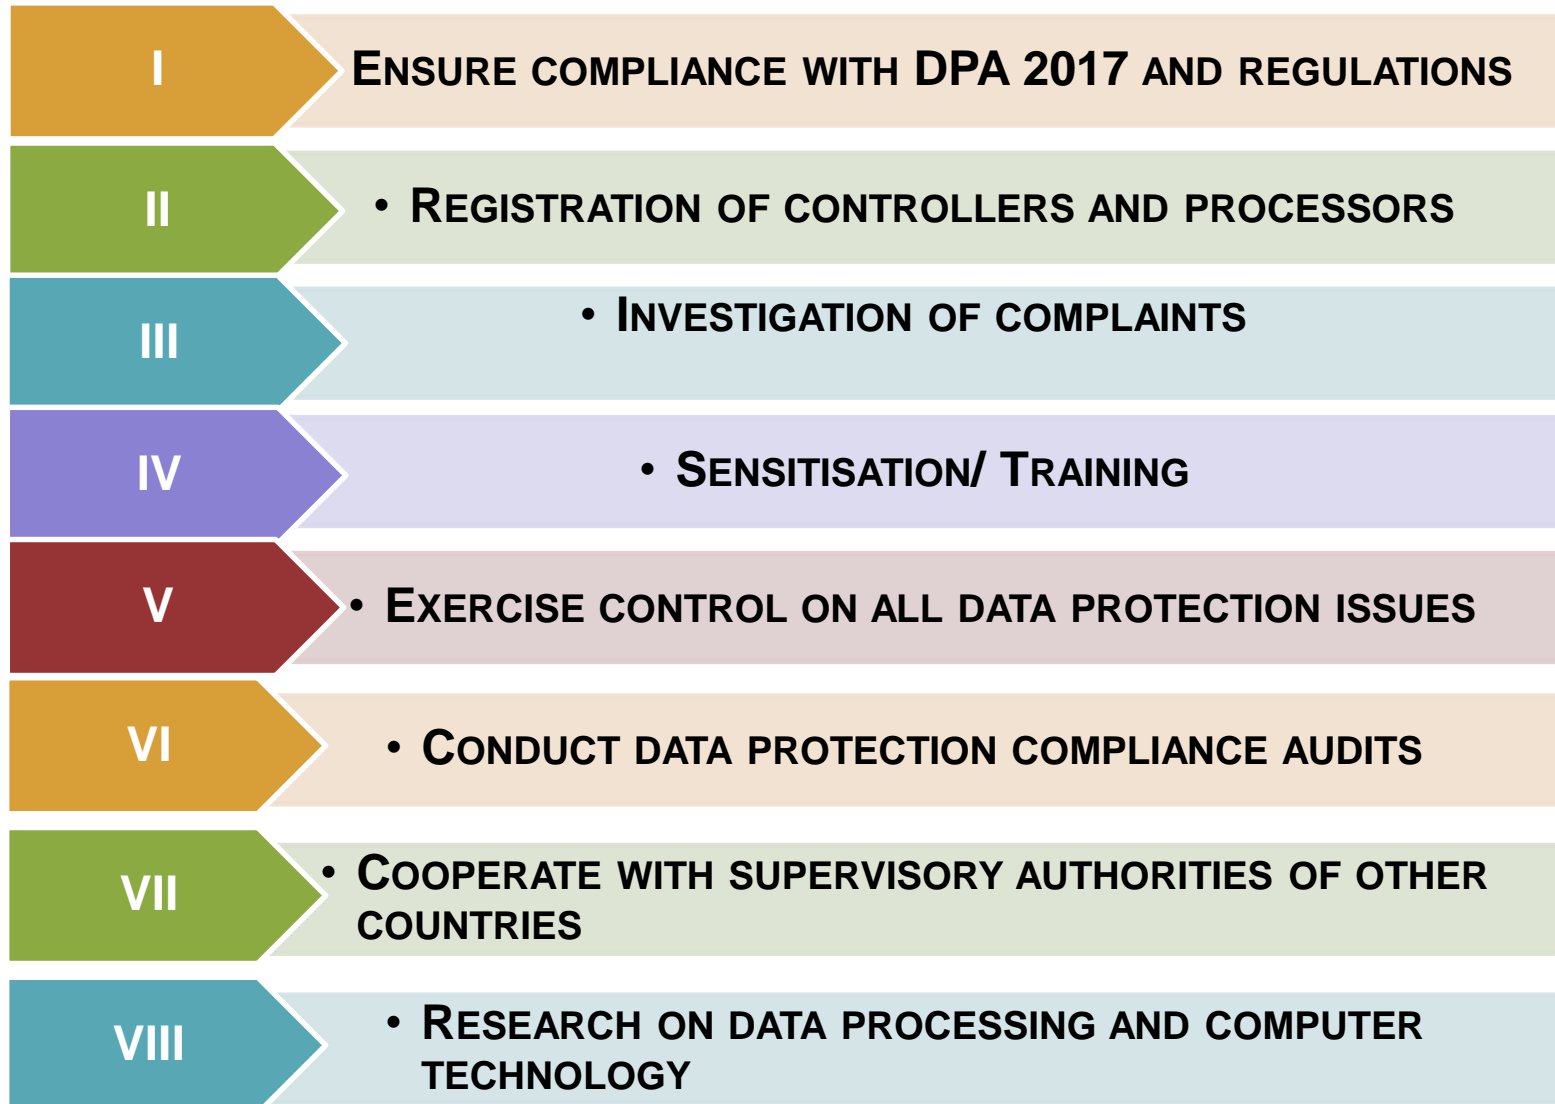 I
ENSURE COMPLIANCE WITH DPA 2017 AND REGULATIONS
II
• REGISTRATION OF CONTROLLERS AND PROCESSORS
III
• INVESTIGATION OF COMPLAINTS
IV
• SENSITISATION/ TRAINING
V
• EXERCISE CONTROL ON ALL DATA PROTECTION ISSUES
VI
• CONDUCT DATA PROTECTION COMPLIANCE AUDITS
VII
• COOPERATE WITH SUPERVISORY AUTHORITIES OF OTHER
COUNTRIES
VIII
• RESEARCH ON DATA PROCESSING AND COMPUTER
TECHNOLOGY